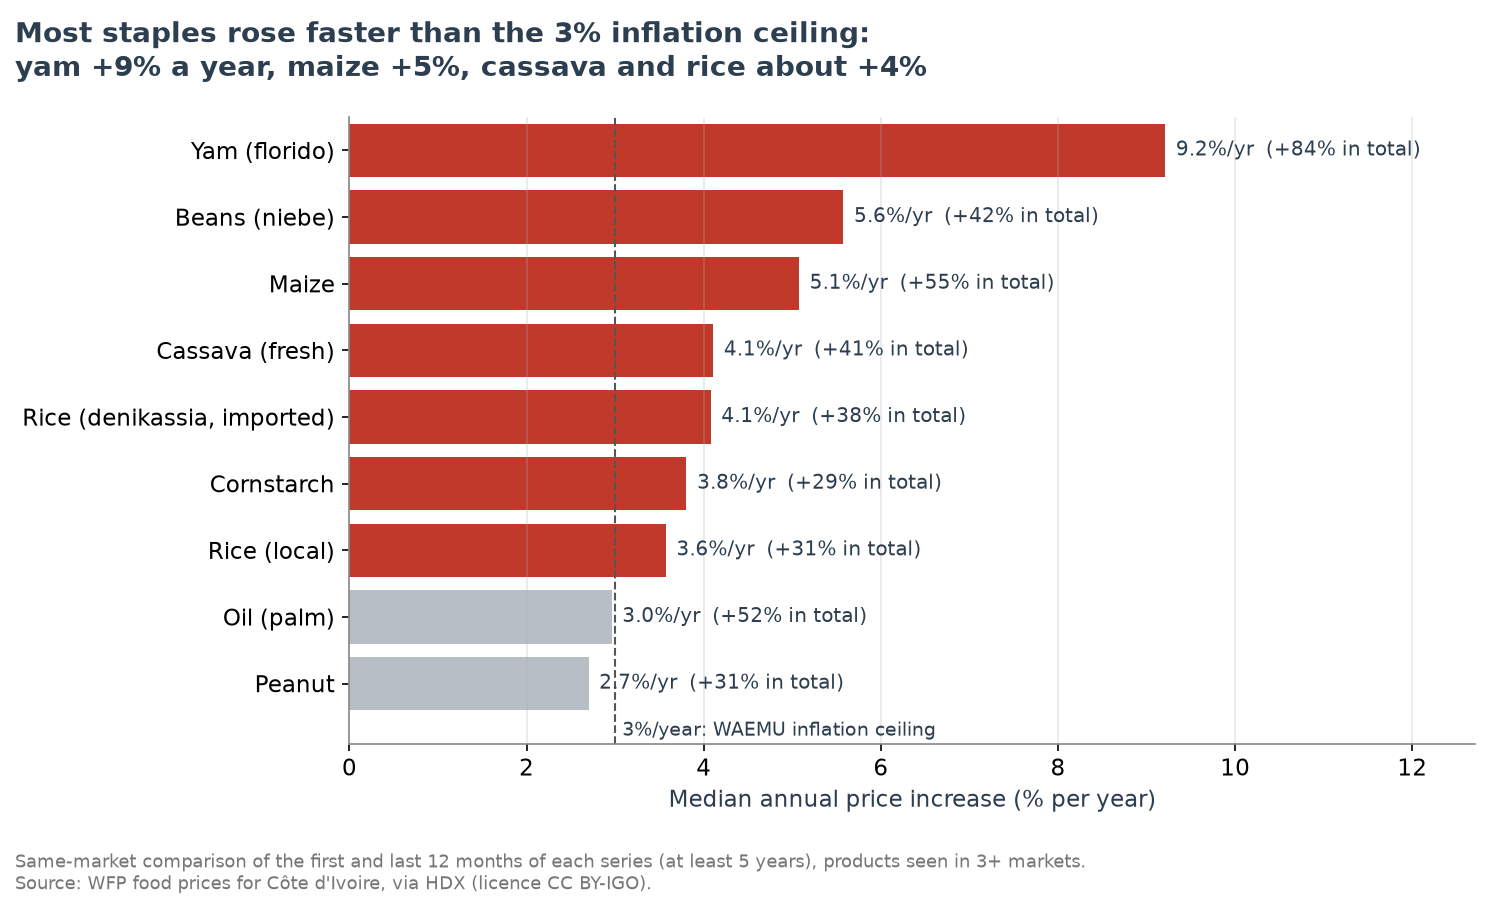 Most staples rose faster than the 3% inflation ceiling:
yam +9% a year, maize +5%, cassava and rice about +4%
Yam (florido) 9.2%/yr (+84% in total)
Beans (niebe) 5.6%/yr (+42% in total)
Maize 5.1%/yr (+55% in total)
Cassava (fresh) 4.1%/yr (+41% in total)
Rice (denikassia, imported) 4.1%/yr (+38% in total)
Cornstarch 3.8%/yr (+29% in total)
Rice (local) 3.6%/yr (+31% in total)
Oil (palm) 3.0%/yr (+52% in total)
Peanut 2.7%/yr (+31% in total)
3%/year: WAEMU inflation ceiling
0 2 4 6 8 10 12
Median annual price increase (% per year)
Same-market comparison of the first and last 12 months of each series (at least 5 years), products seen in 3+ markets.
Source: WFP food prices for Côte d'Ivoire, via HDX (licence CC BY-IGO).